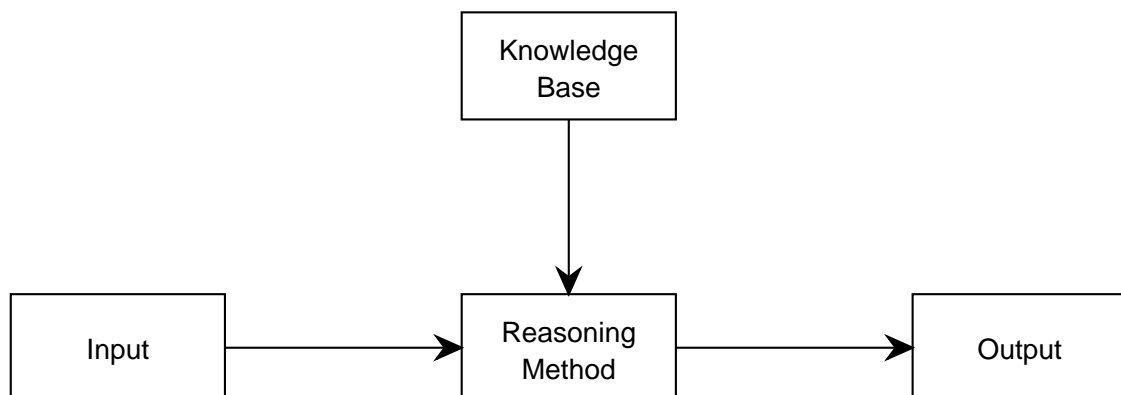 Knowledge
Base
Input
Reasoning
Method
Output